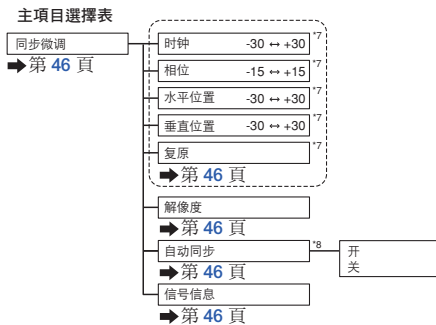 主項目選擇表
同步微调
➡第 46 頁
时钟 -30 ↔ +30 *7
相位 -15 ↔ +15 *7
水平位置 -30 ↔ +30 *7
垂直位置 -30 ↔ +30 *7
复原 *7
➡第 46 頁
解像度
➡第 46 頁
自动同步 *8
➡第 46 頁
开
关
信号信息
➡第 46 頁